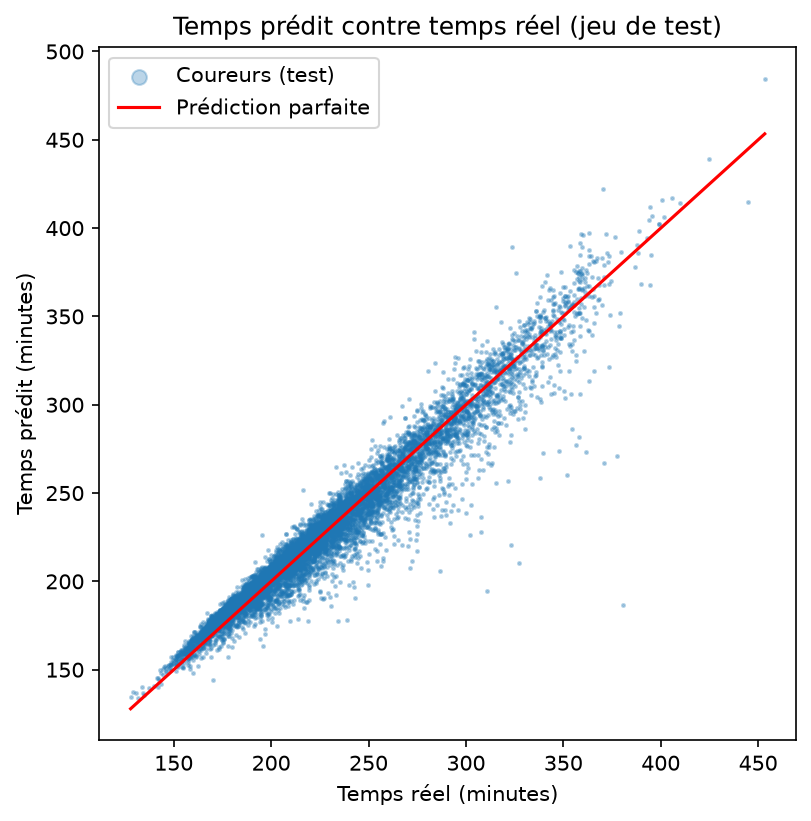 Temps prédit contre temps réel (jeu de test)
Coureurs (test)
Prédiction parfaite
Temps prédit (minutes)
500
450
400
350
300
250
200
150
150 200 250 300 350 400 450
Temps réel (minutes)